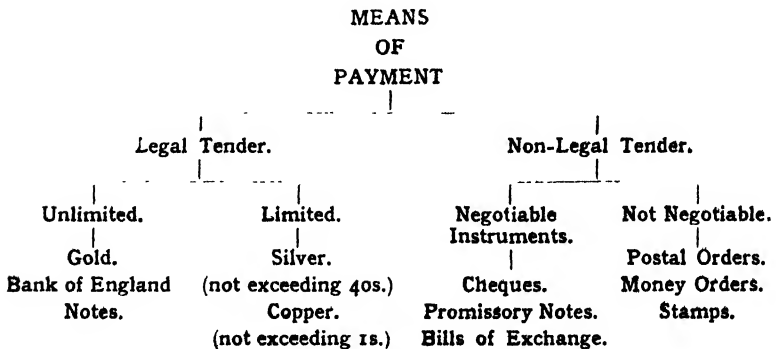 MEANS
OF
PAYMENT
Legal Tender.
Non-Legal Tender.
Unlimited.
Limited.
Negotiable
Instruments.
Not Negotiable.
Gold.
Bank of England
Notes.
Silver.
(not exceeding 40s.)
Copper.
(not exceeding 1s.)
Cheques.
Promissory Notes.
Bills of Exchange.
Postal Orders.
Money Orders.
Stamps.